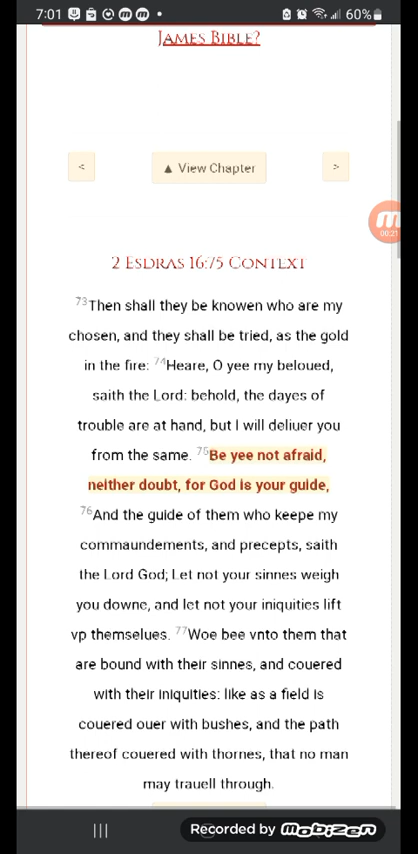 7:01 60%
James Bible?
< ▲ View Chapter >
00:21
2 Esdras 16:75 Context
73Then shall they be knowen who are my
chosen, and they shall be tried, as the gold
in the fire: 74Heare, O yee my beloued,
saith the Lord: behold, the dayes of
trouble are at hand, but I will deliuer you
from the same. 75Be yee not afraid,
neither doubt, for God is your guide,
76And the guide of them who keepe my
commaundements, and precepts, saith
the Lord God; Let not your sinnes weigh
you downe, and let not your iniquities lift
vp themselues. 77Woe bee vnto them that
are bound with their sinnes, and couered
with their iniquities: like as a field is
couered ouer with bushes, and the path
thereof couered with thornes, that no man
may trauell through.
Recorded by mobizen